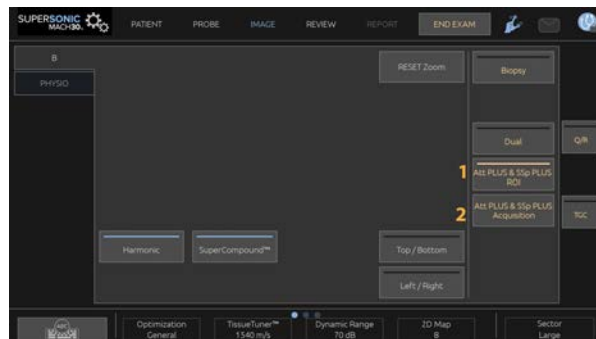 SUPERSONIC
MACH30
PATIENT
PROBE
IMAGE
REVIEW
REPORT
END EXAM
B
PHYSIO
RESET Zoom
Biopsy
Dual
Q/R
1
Att PLUS & SSp PLUS
ROI
2
Att PLUS & SSp PLUS
Acquisition
TGC
Harmonic
SuperCompound™
Top / Bottom
Left / Right
Optimization
General
TissueTuner™
1540 m/s
Dynamic Range
70 dB
2D Map
8
Sector
Large